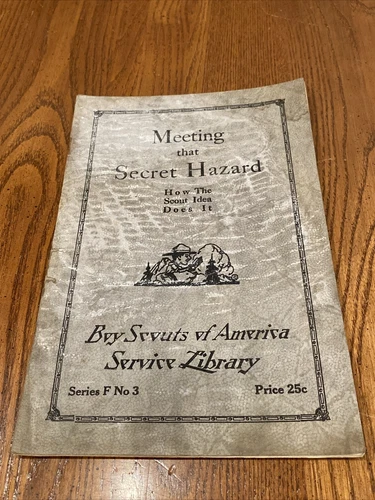 Meeting
that
Secret Hazard
How The
Scout Idea
Does It
Boy Scouts of America
Service Library
Series F No 3 Price 25c